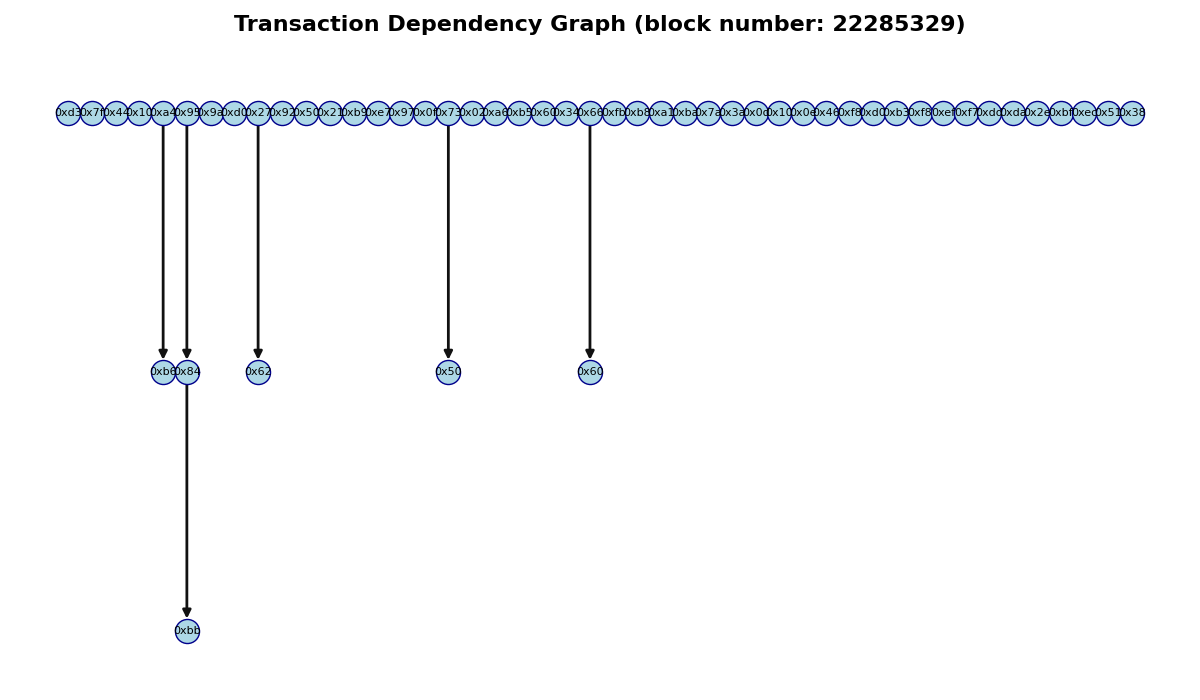 Transaction Dependency Graph (block number: 22285329)
0xd3 0x7f 0x44 0x10 0xa4 0x95 0x9a 0xd0 0x27 0x92 0x50 0x21 0xb9 0xe7 0x97 0x0f 0x73 0x02 0xa6 0xb5 0x60 0x34 0x66 0xfb 0xb8 0xa1 0xba 0x7a 0x3a 0x0d 0x10 0x0e 0x46 0xf8 0xd0 0xb3 0xf8 0xef 0xf7 0xdc 0xda 0x2e 0xbf 0xec 0x51 0x38
0xb6 0x84 0x62 0x50 0x60
0xbb